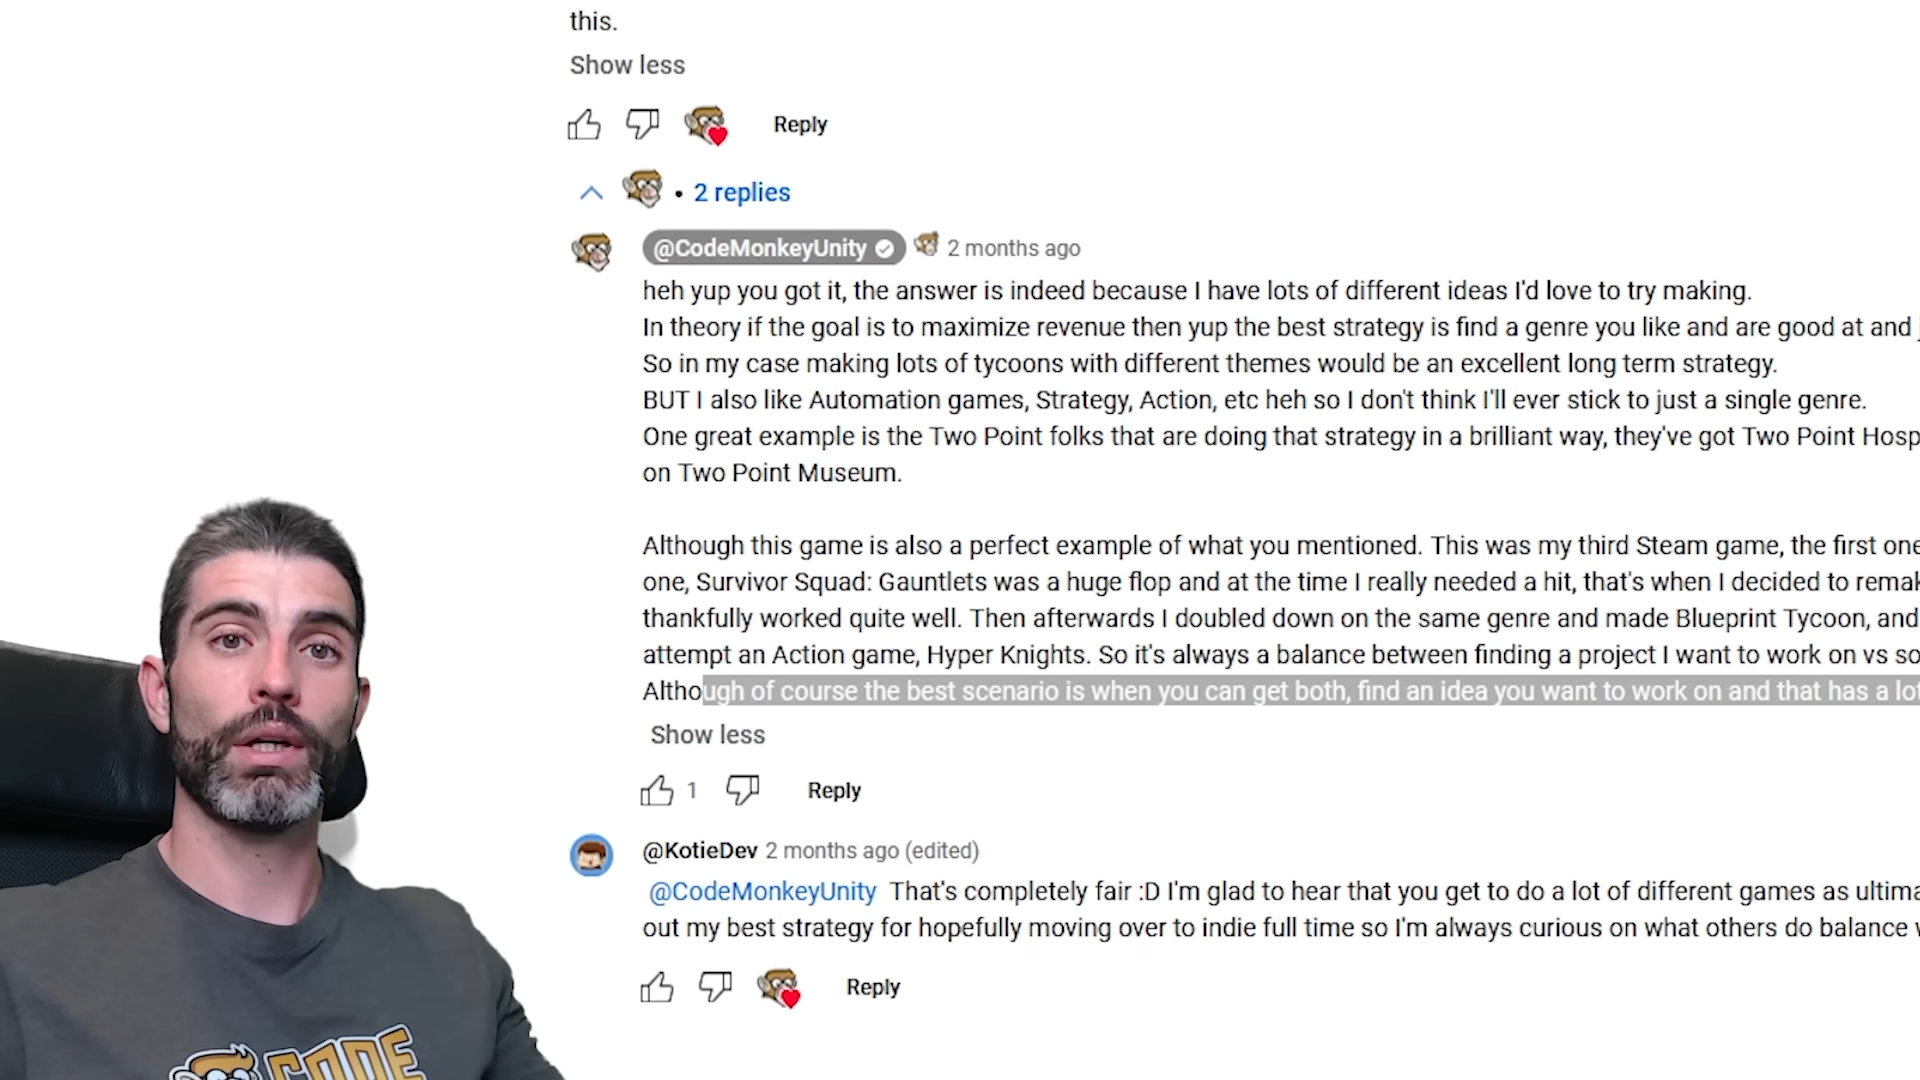 this.
Show less
Reply
• 2 replies
@CodeMonkeyUnity 2 months ago
heh yup you got it, the answer is indeed because I have lots of different ideas I'd love to try making.
In theory if the goal is to maximize revenue then yup the best strategy is find a genre you like and are good at and
So in my case making lots of tycoons with different themes would be an excellent long term strategy.
BUT I also like Automation games, Strategy, Action, etc heh so I don't think I'll ever stick to just a single genre.
One great example is the Two Point folks that are doing that strategy in a brilliant way, they've got Two Point Hosp
on Two Point Museum.
Although this game is also a perfect example of what you mentioned. This was my third Steam game, the first one
one, Survivor Squad: Gauntlets was a huge flop and at the time I really needed a hit, that's when I decided to remak
thankfully worked quite well. Then afterwards I doubled down on the same genre and made Blueprint Tycoon, and
attempt an Action game, Hyper Knights. So it's always a balance between finding a project I want to work on vs so
Although of course the best scenario is when you can get both, find an idea you want to work on and that has a lot
Show less
1 Reply
@KotieDev 2 months ago (edited)
@CodeMonkeyUnity That's completely fair :D I'm glad to hear that you get to do a lot of different games as ultima
out my best strategy for hopefully moving over to indie full time so I'm always curious on what others do balance
Reply
CODE